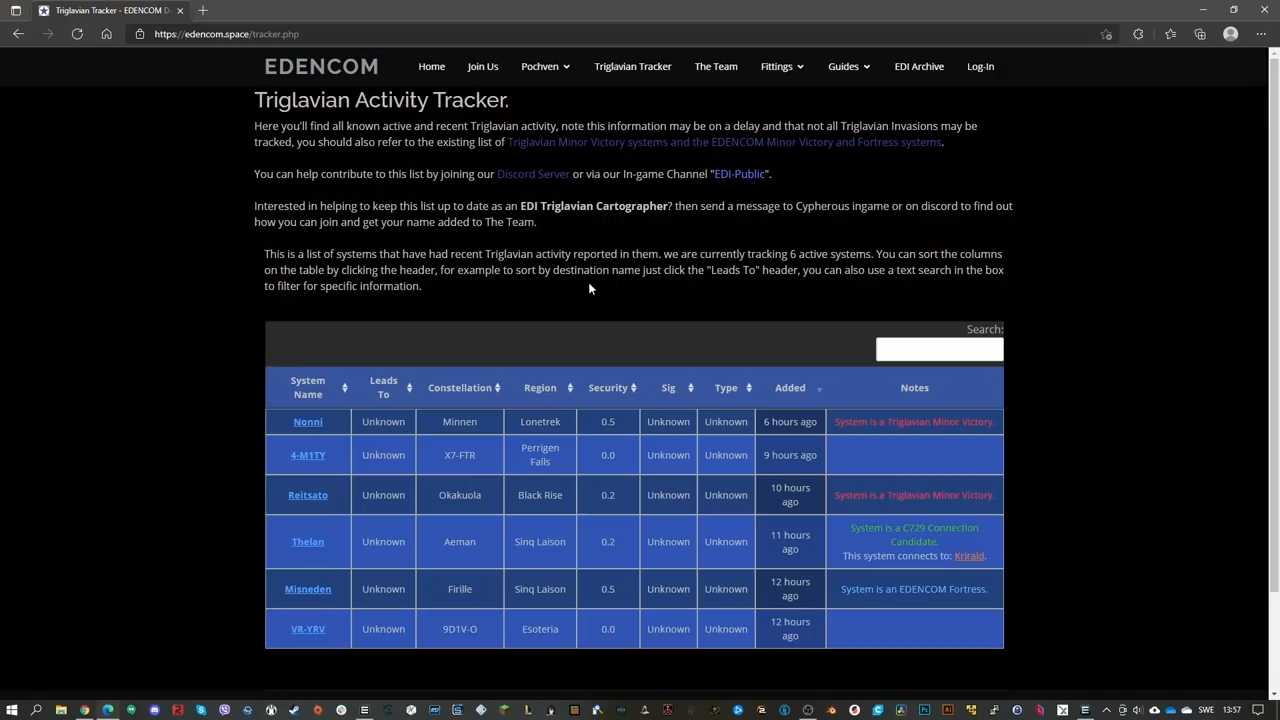 Triglavian Tracker - EDENCOM D
https://edencom.space/tracker.php
EDENCOM Home Join Us Pochven Triglavian Tracker The Team Fittings Guides EDI Archive Log-In
Triglavian Activity Tracker.
Here you'll find all known active and recent Triglavian activity, note this information may be on a delay and that not all Triglavian Invasions may be
tracked, you should also refer to the existing list of Triglavian Minor Victory systems and the EDENCOM Minor Victory and Fortress systems.
You can help contribute to this list by joining our Discord Server or via our In-game Channel "EDI-Public".
Interested in helping to keep this list up to date as an EDI Triglavian Cartographer? then send a message to Cypherous ingame or on discord to find out
how you can join and get your name added to The Team.
This is a list of systems that have had recent Triglavian activity reported in them. we are currently tracking 6 active systems. You can sort the columns
on the table by clicking the header, for example to sort by destination name just click the "Leads To" header, you can also use a text search in the box
to filter for specific information.
Search:
System Name Leads To Constellation Region Security Sig Type Added Notes
Nonni Unknown Minnen Lonetrek 0.5 Unknown Unknown 6 hours ago System is a Triglavian Minor Victory.
4-M1TY Unknown X7-FTR Perrigen Falls 0.0 Unknown Unknown 9 hours ago
Reitsato Unknown Okakuola Black Rise 0.2 Unknown Unknown 10 hours ago System is a Triglavian Minor Victory.
Thelan Unknown Aeman Sinq Laison 0.2 Unknown Unknown 11 hours ago System is a C729 Connection Candidate. This system connects to: Krirald.
Misneden Unknown Firille Sinq Laison 0.5 Unknown Unknown 12 hours ago System is an EDENCOM Fortress.
VR-YRV Unknown 9D1V-O Esoteria 0.0 Unknown Unknown 12 hours ago
SWE 13:57